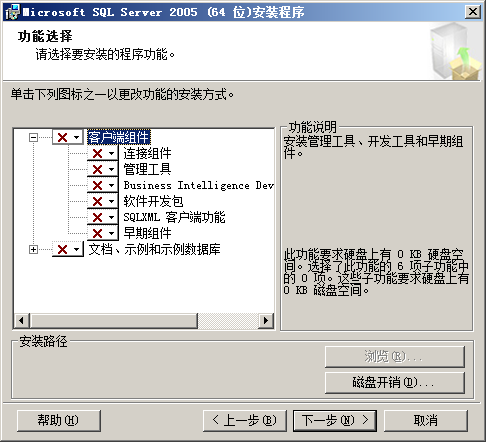 Microsoft SQL Server 2005 (64 位)安装程序
功能选择
请选择要安装的程序功能。
单击下列图标之一以更改功能的安装方式。
客户端组件
连接组件
管理工具
Business Intelligence Dev
软件开发包
SQLXML 客户端功能
早期组件
文档、示例和示例数据库
功能说明
安装管理工具、开发工具和早期组
件。
此功能要求硬盘上有 0 KB 硬盘空
间。选择了此功能的 6 项子功能中
的 0 项。这些子功能要求硬盘上有
0 KB 磁盘空间。
安装路径
浏览(R)...
磁盘开销(D)...
帮助(H)
< 上一步(B)
下一步(N) >
取消